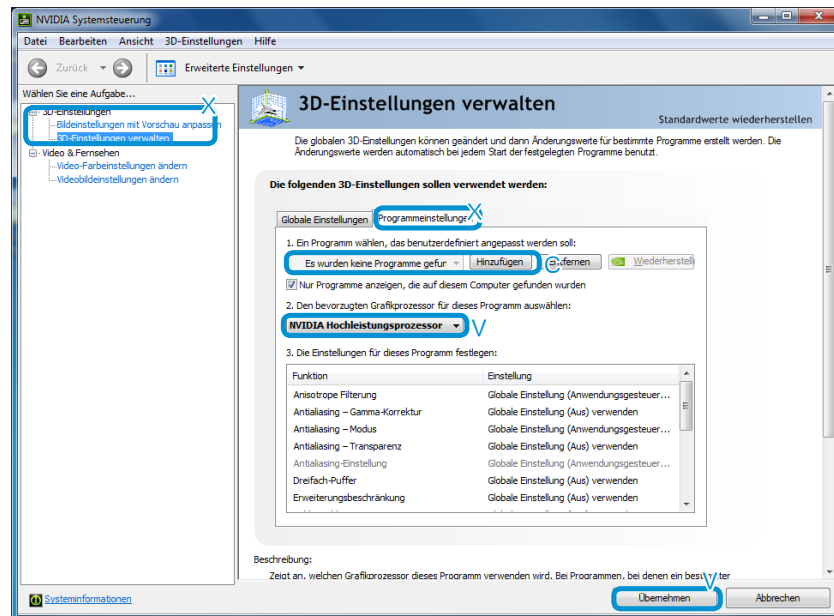 NVIDIA Systemsteuerung
Datei Bearbeiten Ansicht 3D-Einstellungen Hilfe
Zurück Erweiterte Einstellungen
Wählen Sie eine Aufgabe...
X
3D-Einstellungen
Bildeinstellungen mit Vorschau anpassen
3D-Einstellungen verwalten
Video & Fernsehen
Video-Farbeinstellungen ändern
Videobildeinstellungen ändern
3D-Einstellungen verwalten
Standardwerte wiederherstellen
Die globalen 3D-Einstellungen können geändert und dann Änderungswerte für bestimmte Programme erstellt werden. Die
Änderungswerte werden automatisch bei jedem Start der festgelegten Programme benutzt.
Die folgenden 3D-Einstellungen sollen verwendet werden:
Globale Einstellungen Programmeinstellungen X
1. Ein Programm wählen, das benutzerdefiniert angepasst werden soll:
Es wurden keine Programme gefur Hinzufügen C Entfernen Wiederherstell
Nur Programme anzeigen, die auf diesem Computer gefunden wurden
2. Den bevorzugten Grafikprozessor für dieses Programm auswählen:
NVIDIA Hochleistungsprozessor V
3. Die Einstellungen für dieses Programm festlegen:
Funktion Einstellung
Anisotrope Filterung Globale Einstellung (Anwendungsgesteuer...
Antialiasing – Gamma-Korrektur Globale Einstellung (Aus) verwenden
Antialiasing – Modus Globale Einstellung (Anwendungsgesteuer...
Antialiasing – Transparenz Globale Einstellung (Aus) verwenden
Antialiasing-Einstellung Globale Einstellung (Anwendungsgesteuer...
Dreifach-Puffer Globale Einstellung (Aus) verwenden
Erweiterungsbeschränkung Globale Einstellung (Aus) verwenden
Beschreibung:
Zeigt an, welchen Grafikprozessor dieses Programm verwenden wird. Bei Programmen, bei denen ein bestimmter
V
Systeminformationen Übernehmen Abbrechen